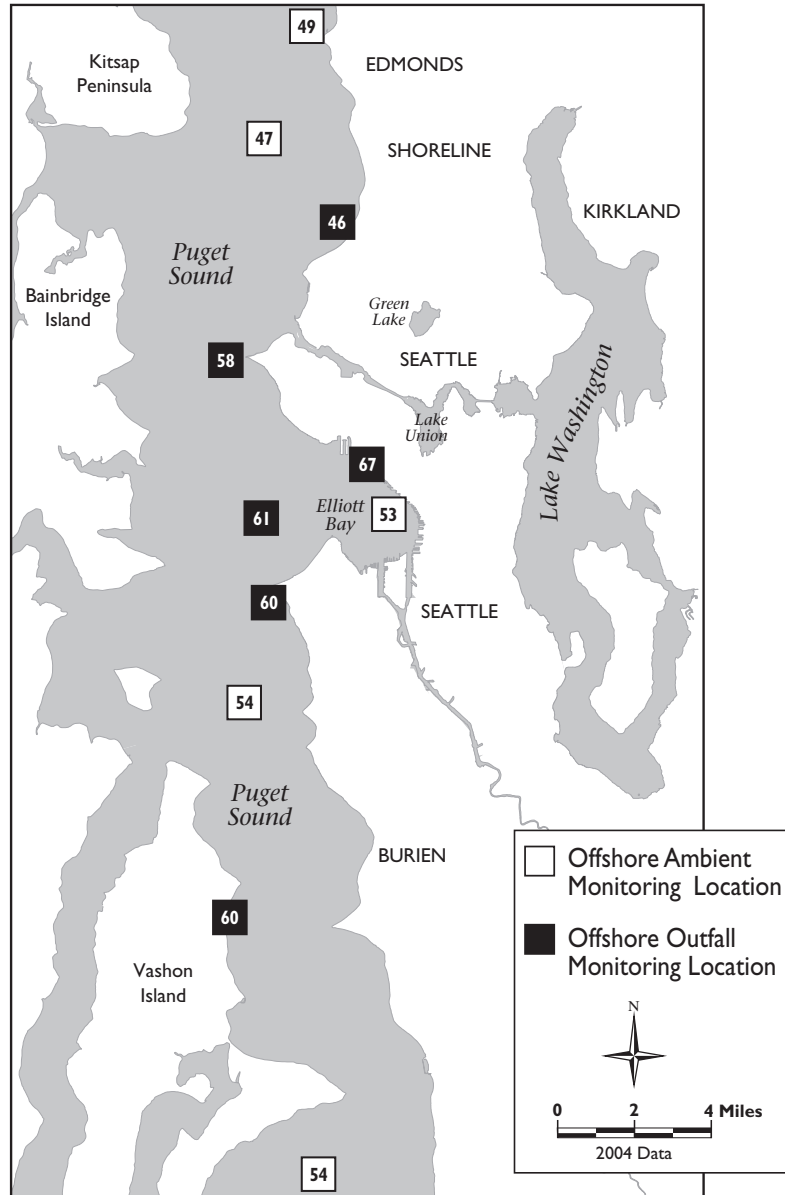 49
Kitsap
Peninsula
EDMONDS
47
SHORELINE
KIRKLAND
46
Puget
Sound
Bainbridge
Island
Green
Lake
58
SEATTLE
Lake Washington
Lake
Union
67
61
Elliott
Bay
53
60
SEATTLE
54
Puget
Sound
BURIEN
Offshore Ambient
Monitoring Location
60
Offshore Outfall
Monitoring Location
Vashon
Island
N
0 2 4 Miles
2004 Data
54